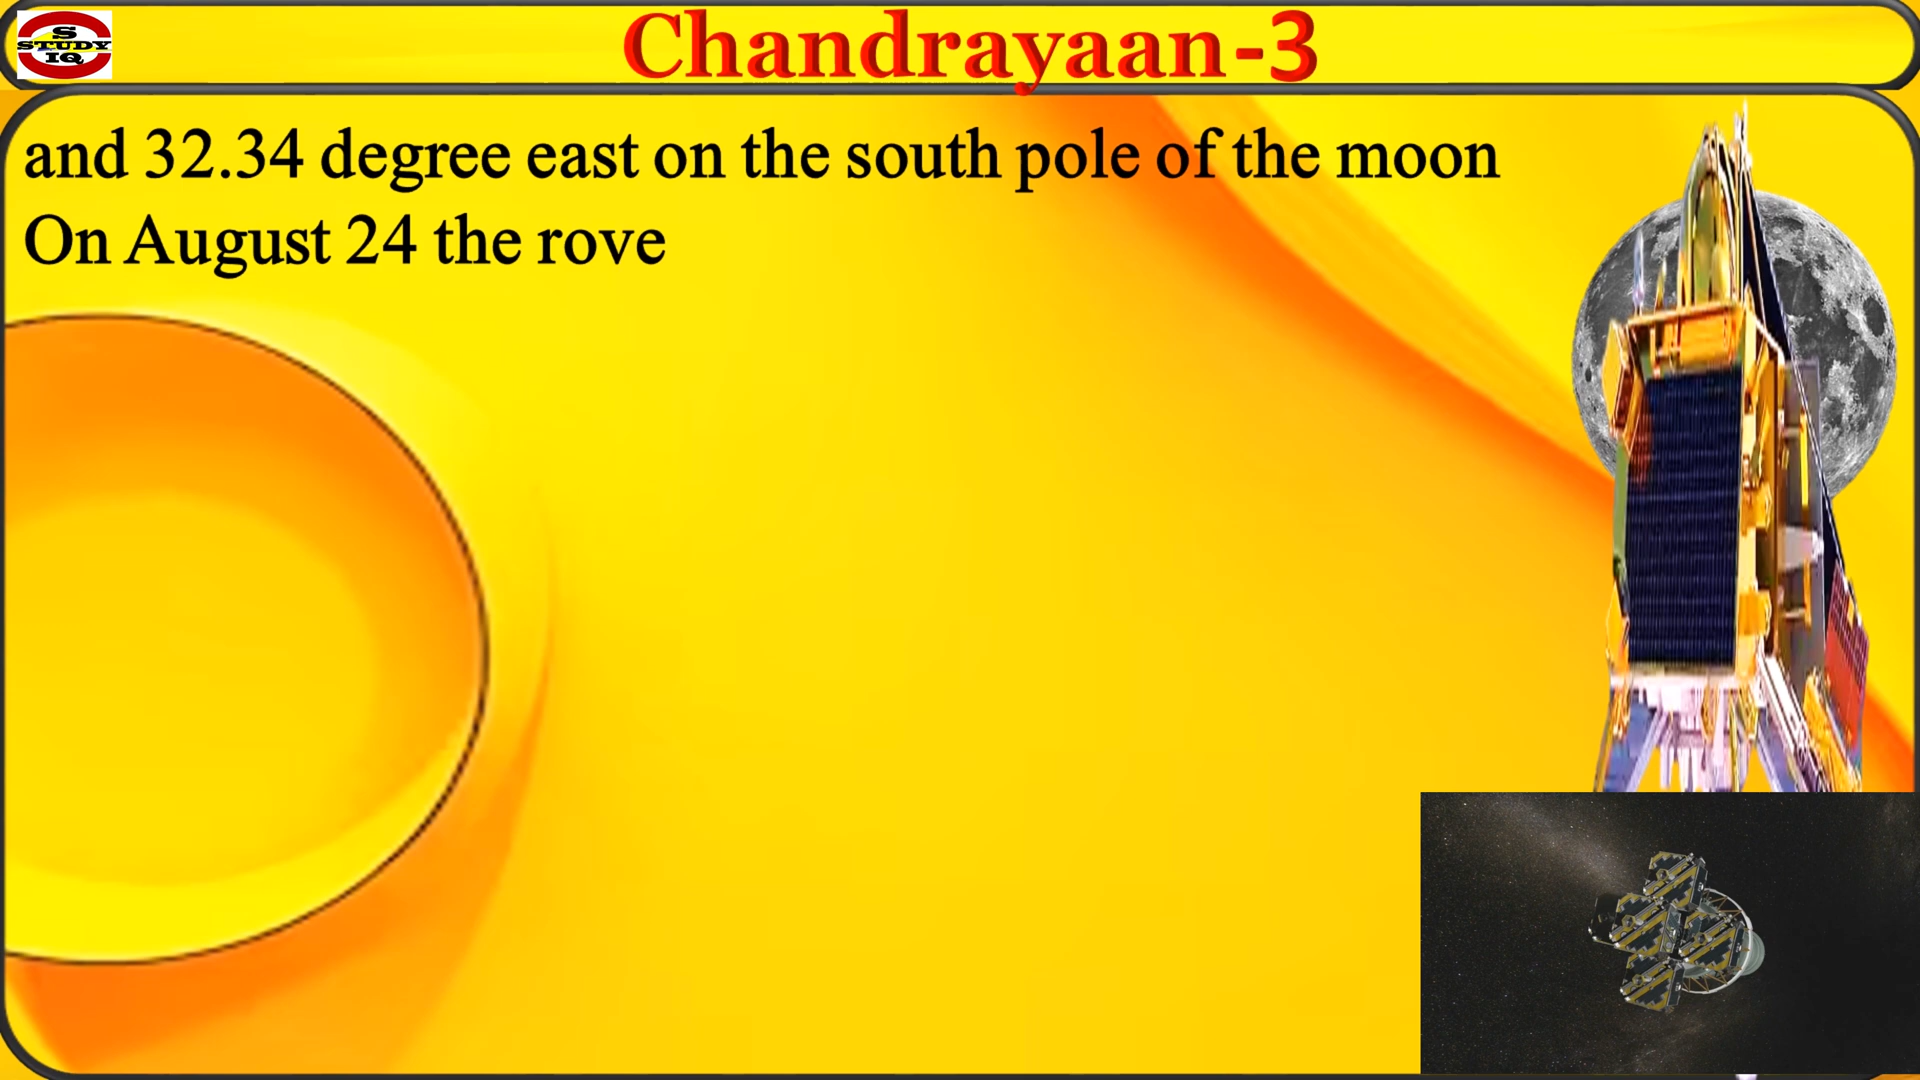 S
STUDY
IQ
Chandrayaan-3
and 32.34 degree east on the south pole of the moon
On August 24 the rove